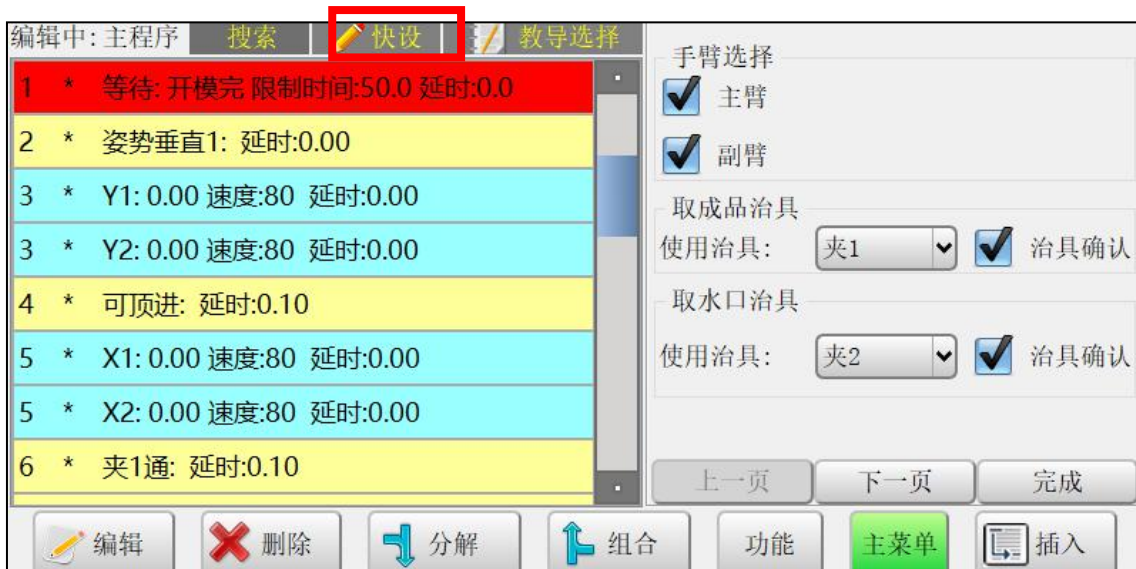 编辑中:主程序 搜索 快设 教导选择
1 * 等待: 开模完 限制时间:50.0 延时:0.0
2 * 姿势垂直1: 延时:0.00
3 * Y1: 0.00 速度:80 延时:0.00
3 * Y2: 0.00 速度:80 延时:0.00
4 * 可顶进: 延时:0.10
5 * X1: 0.00 速度:80 延时:0.00
5 * X2: 0.00 速度:80 延时:0.00
6 * 夹1通: 延时:0.10
手臂选择
主臂
副臂
取成品治具
使用治具: 夹1 治具确认
取水口治具
使用治具: 夹2 治具确认
上一页 下一页 完成
编辑 删除 分解 组合 功能 主菜单 插入